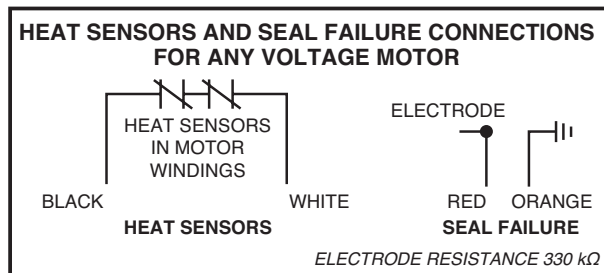 HEAT SENSORS AND SEAL FAILURE CONNECTIONS
FOR ANY VOLTAGE MOTOR
HEAT SENSORS
IN MOTOR
WINDINGS
BLACK
WHITE
HEAT SENSORS
ELECTRODE
RED
ORANGE
SEAL FAILURE
ELECTRODE RESISTANCE 330 kΩ